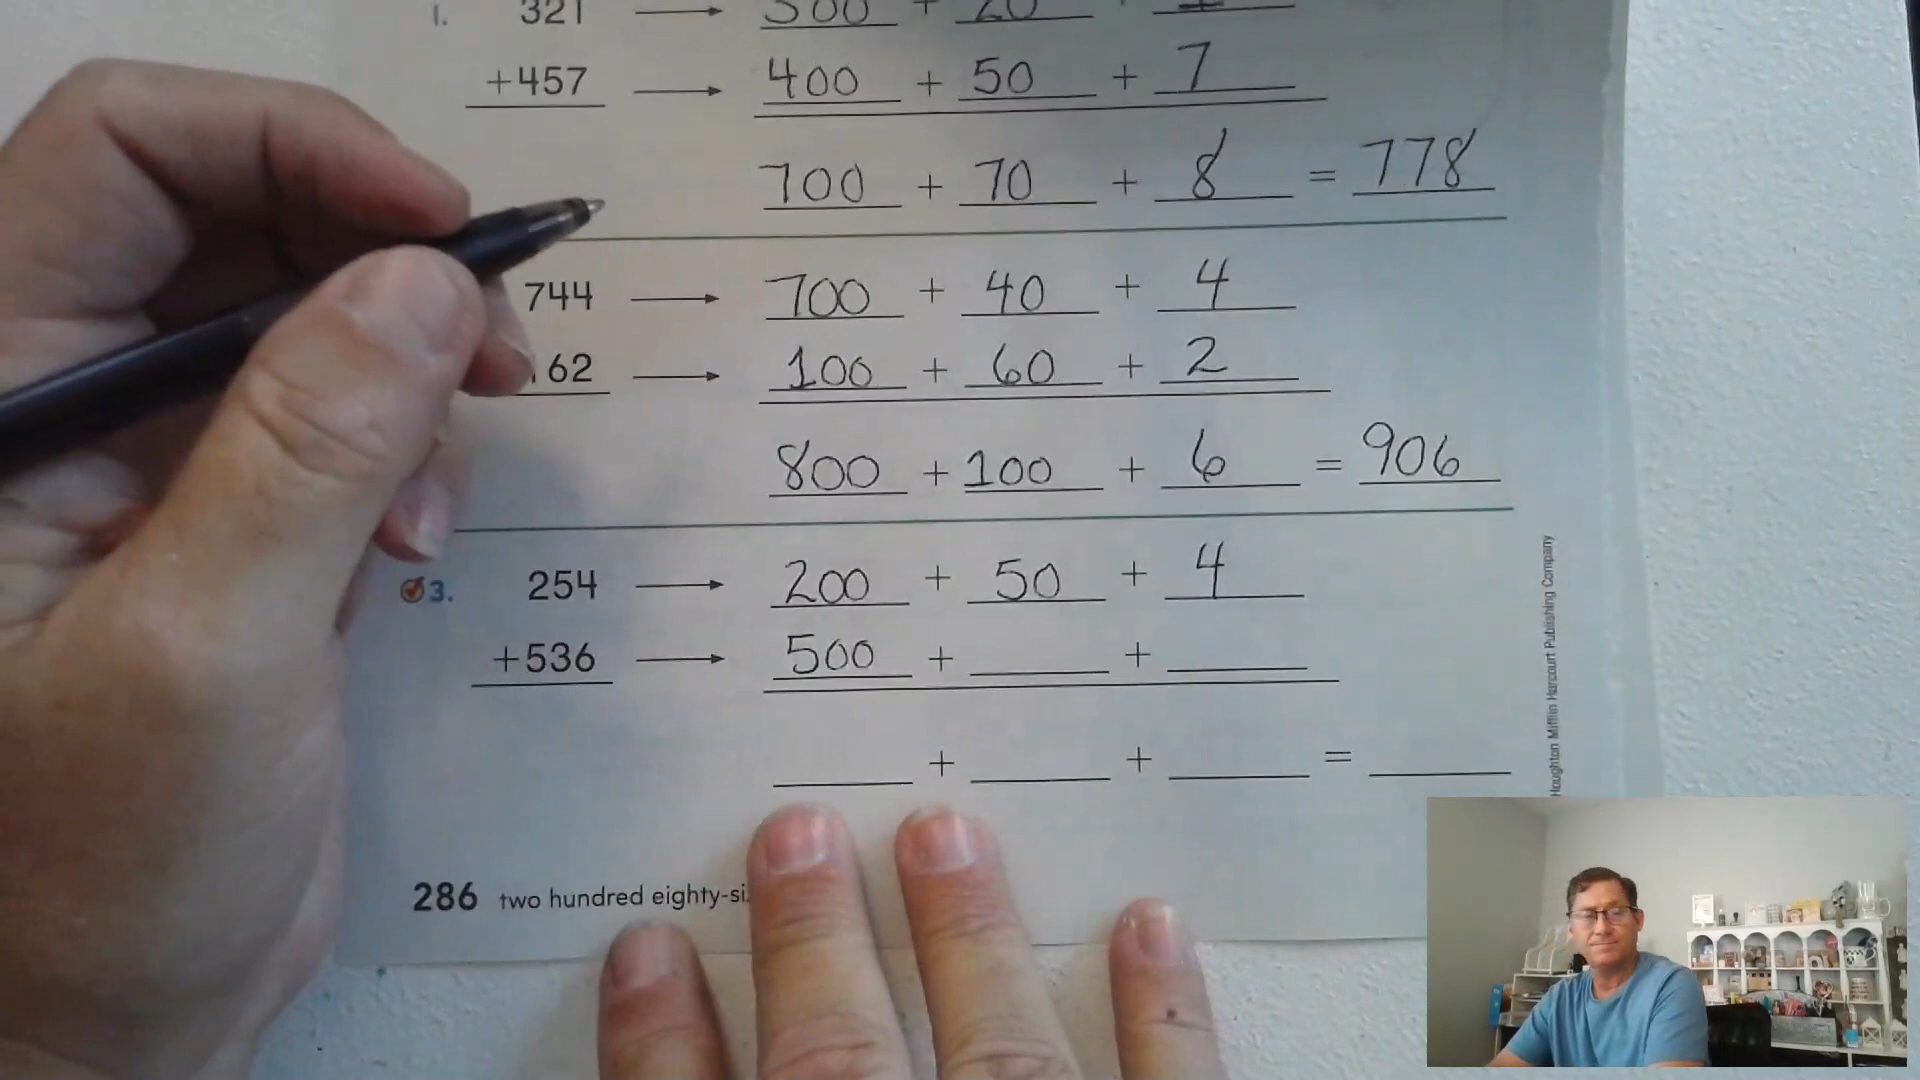 1. 321 300 + 20 + 1
+457 400 + 50 + 7
700 + 70 + 8 = 778
744 700 + 40 + 4
162 100 + 60 + 2
800 + 100 + 6 = 906
3. 254 200 + 50 + 4
+536 500 + +
+ + =
286 two hundred eighty-si
Houghton Mifflin Harcourt Publishing Company